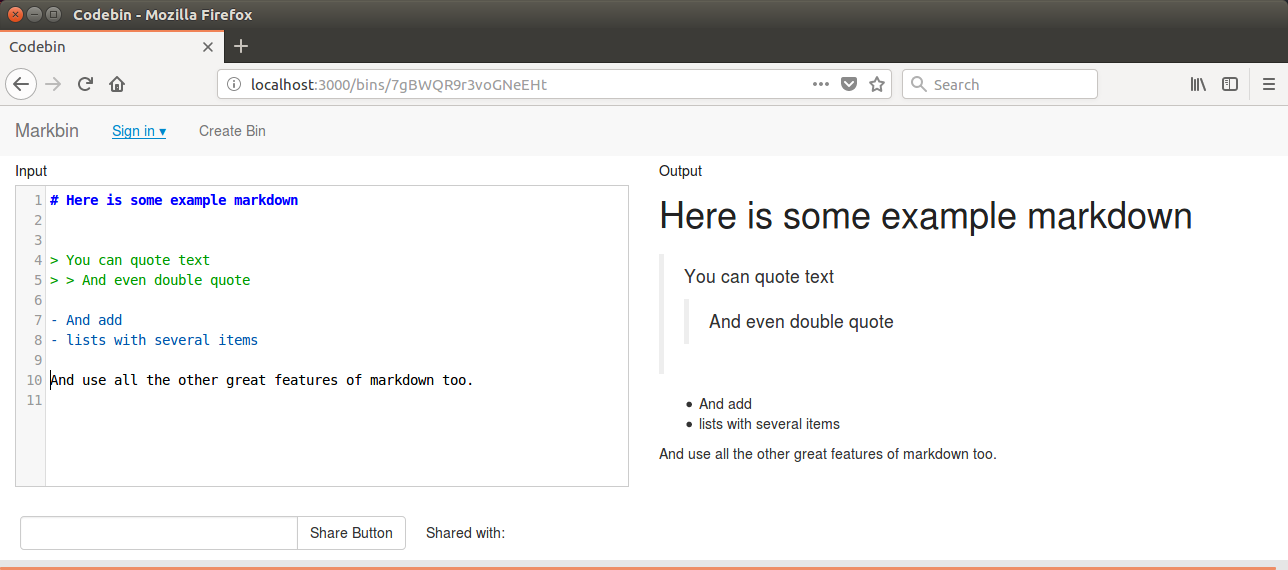 Codebin - Mozilla Firefox
Codebin
localhost:3000/bins/7gBWQR9r3voGNeEHt
Search
Markbin Sign in ▾ Create Bin
Input
1 # Here is some example markdown
2
3
4 > You can quote text
5 > > And even double quote
6
7 - And add
8 - lists with several items
9
10 And use all the other great features of markdown too.
11
Share Button Shared with:
Output
Here is some example markdown
You can quote text
And even double quote
• And add
• lists with several items
And use all the other great features of markdown too.